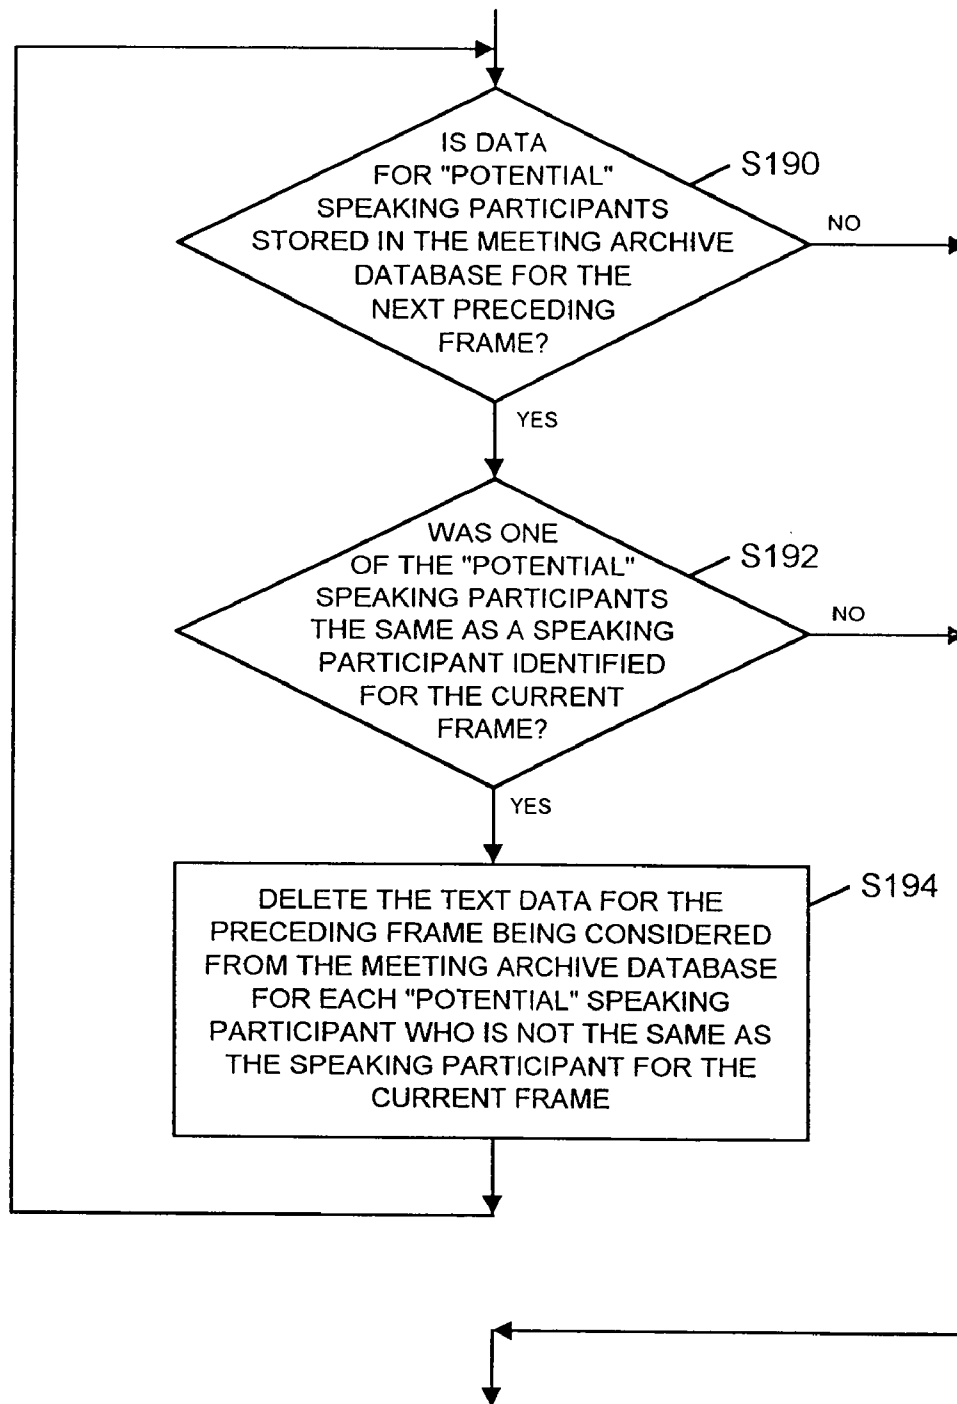 IS DATA
FOR "POTENTIAL"
SPEAKING PARTICIPANTS
STORED IN THE MEETING ARCHIVE
DATABASE FOR THE
NEXT PRECEDING
FRAME?
S190
NO
YES
WAS ONE
OF THE "POTENTIAL"
SPEAKING PARTICIPANTS
THE SAME AS A SPEAKING
PARTICIPANT IDENTIFIED
FOR THE CURRENT
FRAME?
S192
NO
YES
DELETE THE TEXT DATA FOR THE
PRECEDING FRAME BEING CONSIDERED
FROM THE MEETING ARCHIVE DATABASE
FOR EACH "POTENTIAL" SPEAKING
PARTICIPANT WHO IS NOT THE SAME AS
THE SPEAKING PARTICIPANT FOR THE
CURRENT FRAME
S194